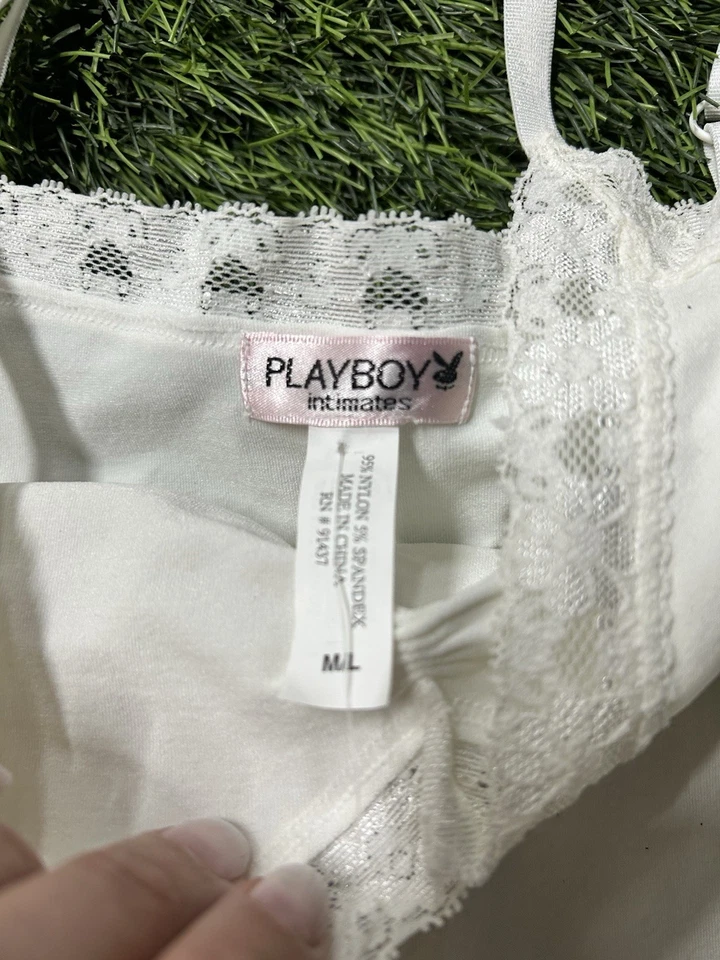 PLAYBOY
intimates
95% NYLON 5% SPANDEX
MADE IN CHINA
RN # 91437
M/L